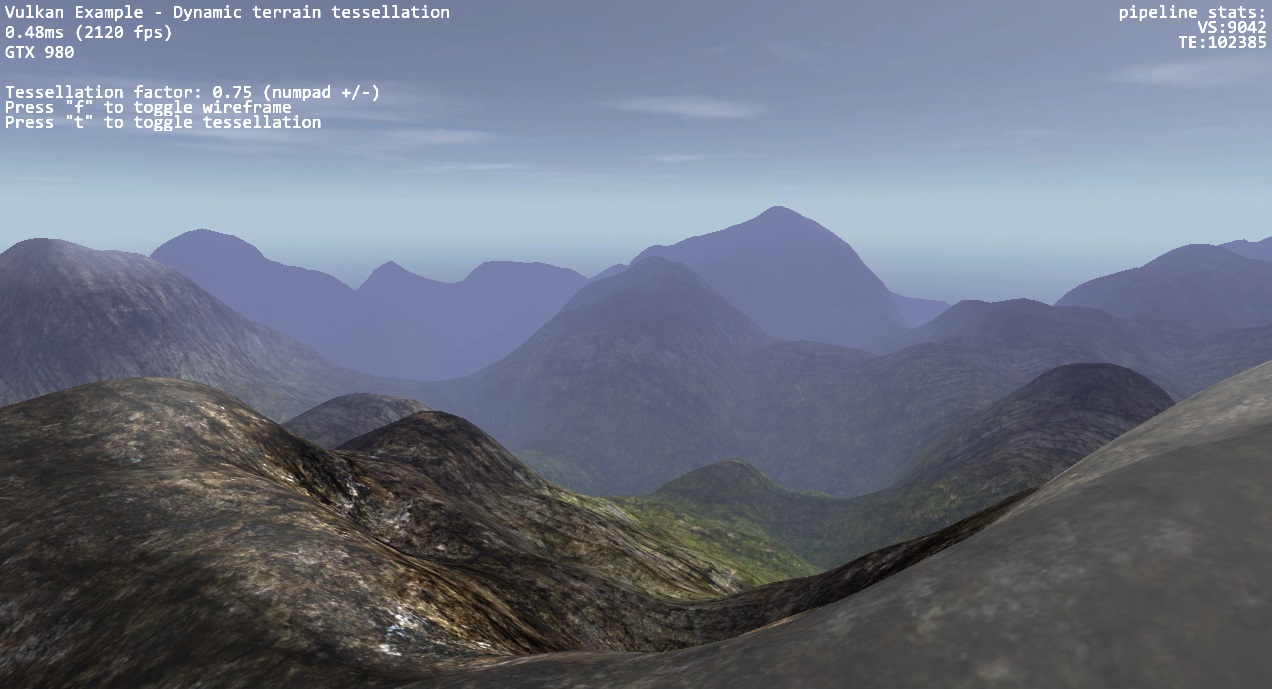 Vulkan Example - Dynamic terrain tessellation
0.48ms (2120 fps)
GTX 980
Tessellation factor: 0.75 (numpad +/-)
Press "f" to toggle wireframe
Press "t" to toggle tessellation
pipeline stats:
VS:9042
TE:102385